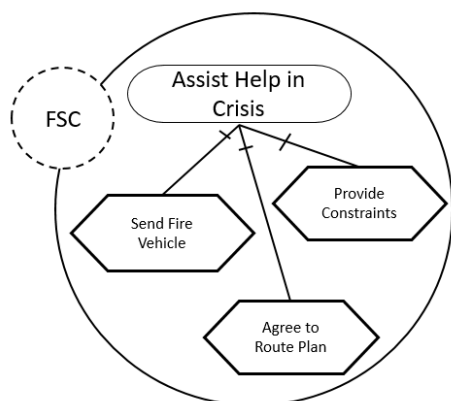 Assist Help in
Crisis
FSC
Provide
Constraints
Send Fire
Vehicle
Agree to
Route Plan